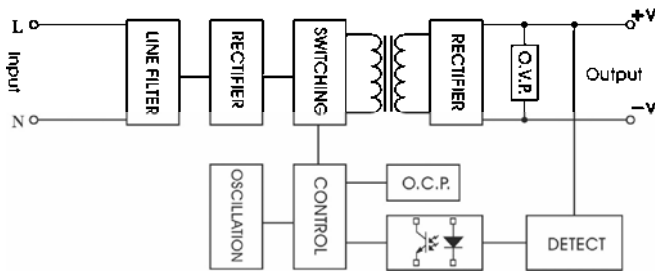 L
N
Input
LINE FILTER
RECTIFIER
SWITCHING
RECTIFIER
O.V.P.
+V
Output
-V
OSCILLATION
CONTROL
O.C.P.
DETECT